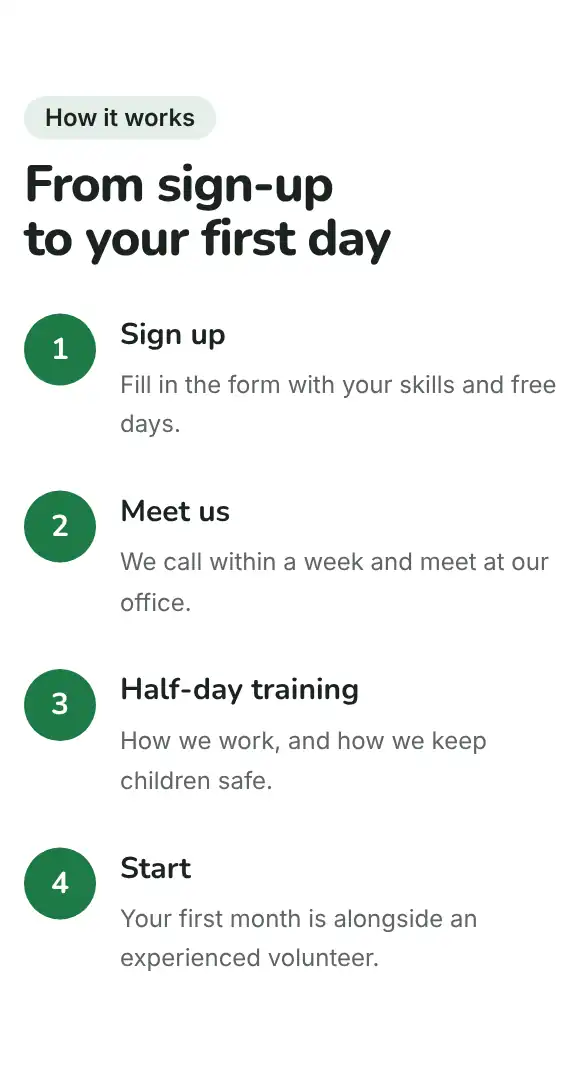 How it works
From sign-up
to your first day
1
Sign up
Fill in the form with your skills and free
days.
2
Meet us
We call within a week and meet at our
office.
3
Half-day training
How we work, and how we keep
children safe.
4
Start
Your first month is alongside an
experienced volunteer.